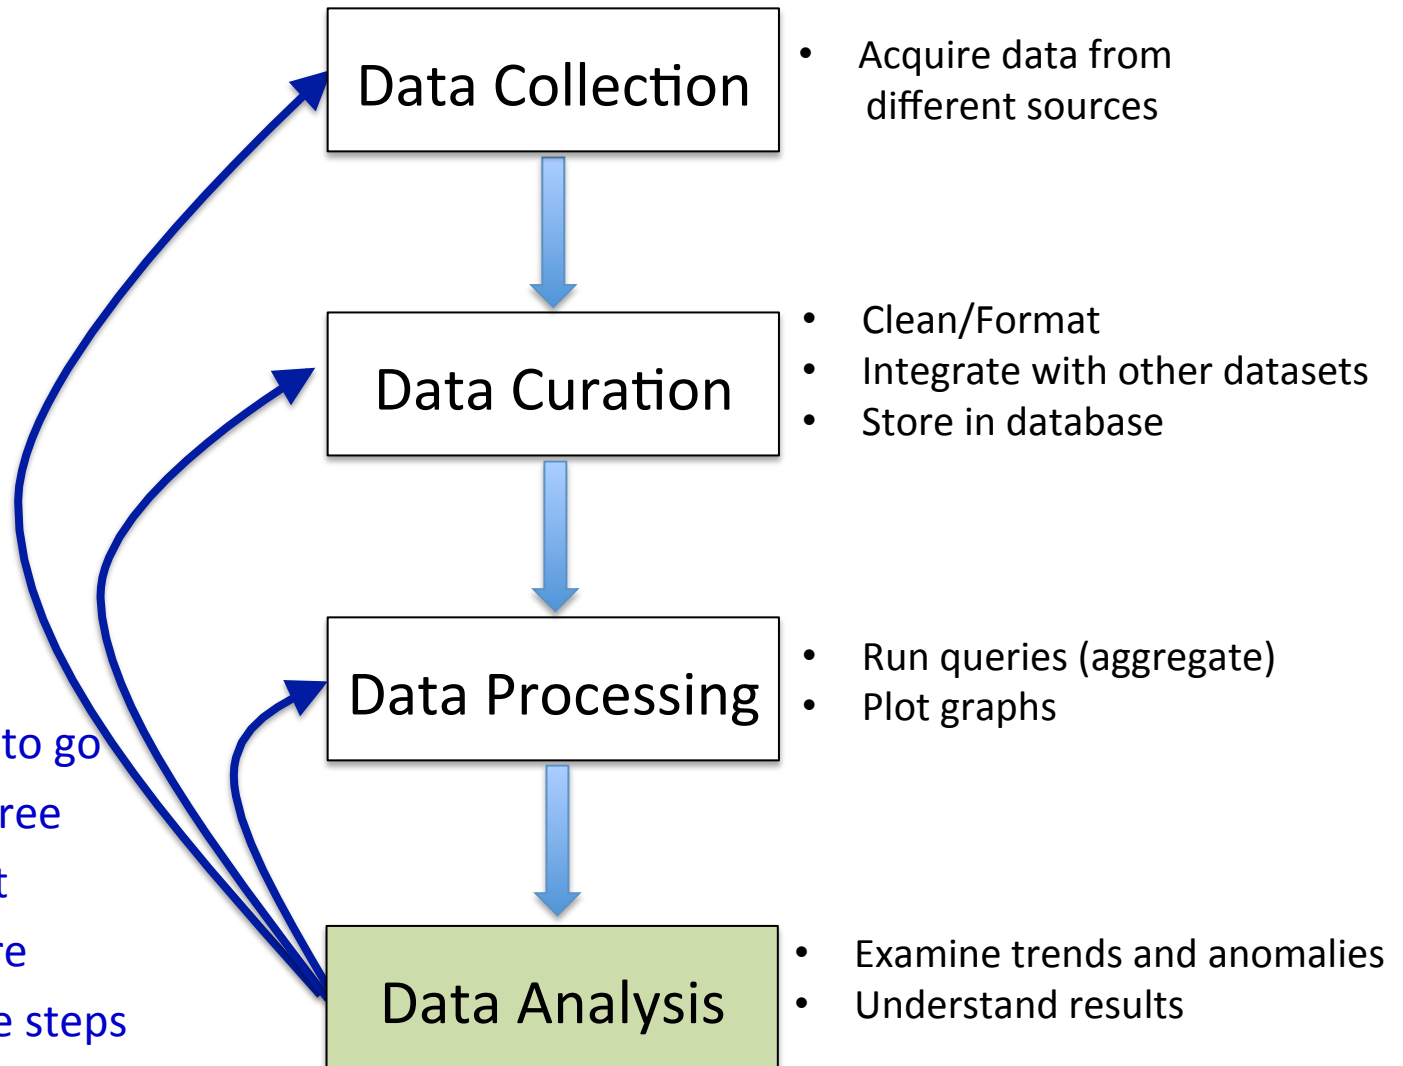 Data Collection
• Acquire data from
different sources
Data Curation
• Clean/Format
• Integrate with other datasets
• Store in database
Data Processing
• Run queries (aggregate)
• Plot graphs
to go
ree
t
re
e steps
Data Analysis
• Examine trends and anomalies
• Understand results